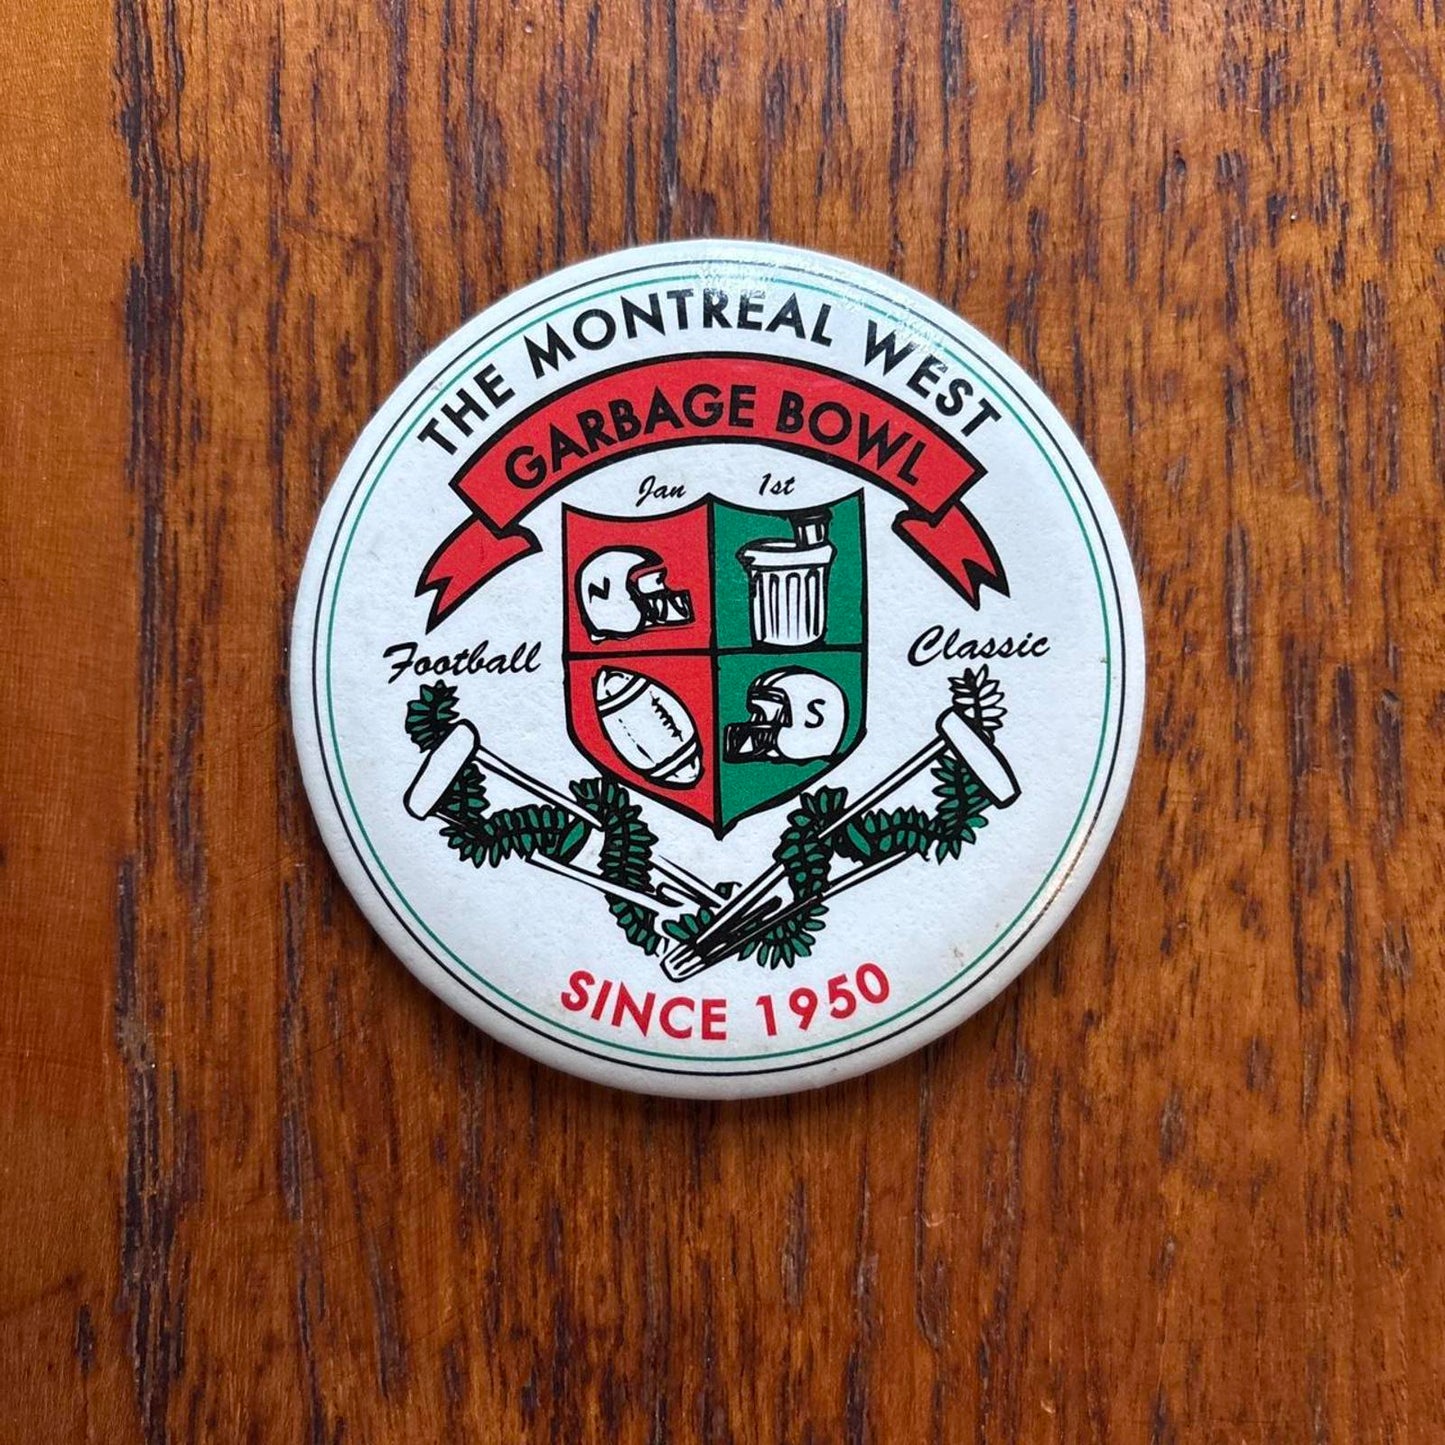 THE MONTREAL WEST
GARBAGE BOWL
Jan 1st
N
Football Classic
S
SINCE 1950